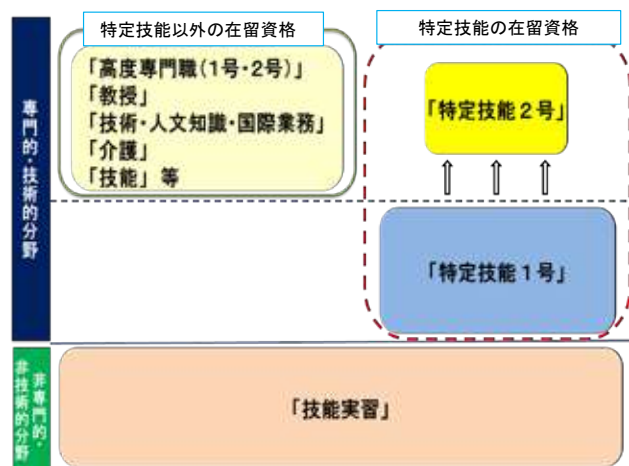 特定技能以外の在留資格
特定技能の在留資格
専門的・技術的分野
「高度専門職(1号・2号)」
「教授」
「技術・人文知識・国際業務」
「介護」
「技能」等
「特定技能2号」
「特定技能1号」
非専門的・
非技術的分野
「技能実習」